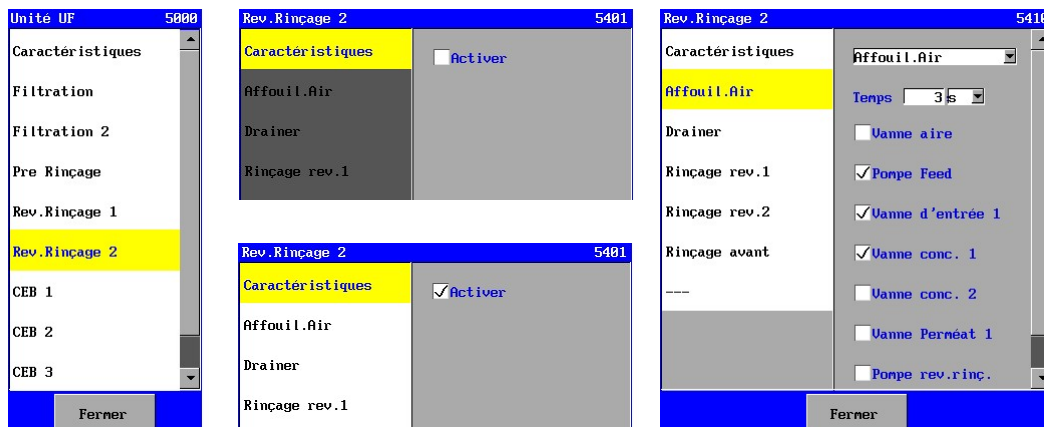 Unité UF 5000
Caractéristiques
Filtration
Filtration 2
Pre Rinçage
Rev.Rinçage 1
Rev.Rinçage 2
CEB 1
CEB 2
CEB 3
Fermer
Rev.Rinçage 2 5401
Caractéristiques
Activer
Affouil.Air
Drainer
Rinçage rev.1
Rev.Rinçage 2 5401
Caractéristiques
Activer
Affouil.Air
Drainer
Rinçage rev.1
Rev.Rinçage 2 5410
Caractéristiques
Affouil.Air
Drainer
Rinçage rev.1
Rinçage rev.2
Rinçage avant
---
Affouil.Air
Temps 3 s
Vanne aire
Pompe Feed
Vanne d'entrée 1
Vanne conc. 1
Vanne conc. 2
Vanne Perméat 1
Pompe rev.rinç.
Fermer